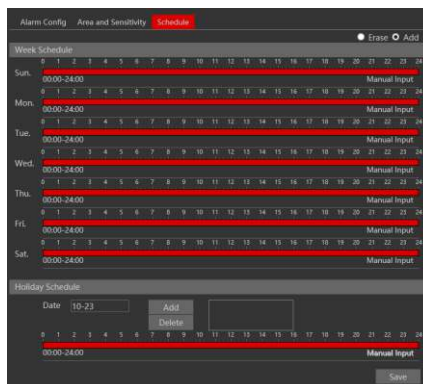 Alarm Config Area and Sensitivity Schedule
Erase Add
Week Schedule
0 1 2 3 4 5 6 7 8 9 10 11 12 13 14 15 16 17 18 19 20 21 22 23 24
Sun.
00:00-24:00 Manual Input
0 1 2 3 4 5 6 7 8 9 10 11 12 13 14 15 16 17 18 19 20 21 22 23 24
Mon.
00:00-24:00 Manual Input
0 1 2 3 4 5 6 7 8 9 10 11 12 13 14 15 16 17 18 19 20 21 22 23 24
Tue.
00:00-24:00 Manual Input
0 1 2 3 4 5 6 7 8 9 10 11 12 13 14 15 16 17 18 19 20 21 22 23 24
Wed.
00:00-24:00 Manual Input
0 1 2 3 4 5 6 7 8 9 10 11 12 13 14 15 16 17 18 19 20 21 22 23 24
Thu.
00:00-24:00 Manual Input
0 1 2 3 4 5 6 7 8 9 10 11 12 13 14 15 16 17 18 19 20 21 22 23 24
Fri.
00:00-24:00 Manual Input
0 1 2 3 4 5 6 7 8 9 10 11 12 13 14 15 16 17 18 19 20 21 22 23 24
Sat.
00:00-24:00 Manual Input
Holiday Schedule
Date 10-23 Add
Delete
0 1 2 3 4 5 6 7 8 9 10 11 12 13 14 15 16 17 18 19 20 21 22 23 24
00:00-24:00 Manual Input
Save